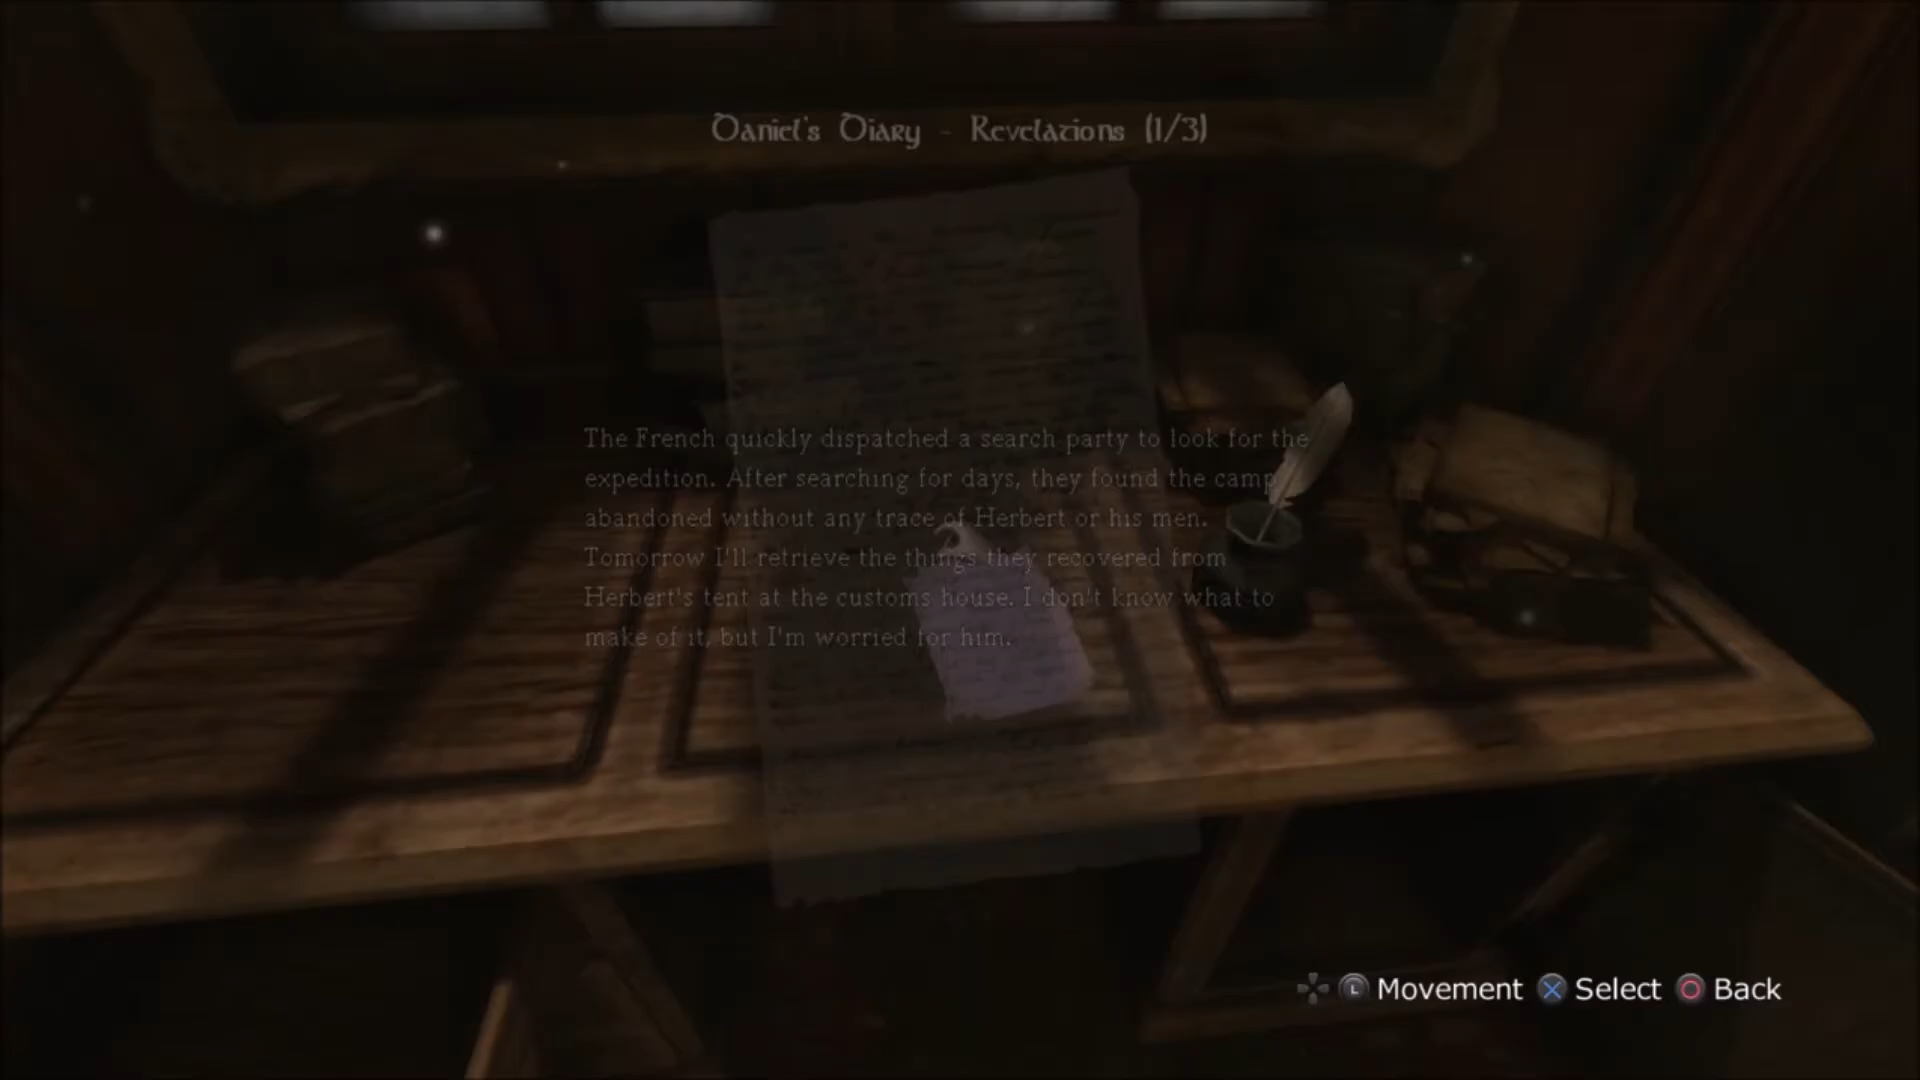 Daniel's Diary - Revelations (1/3)
The French quickly dispatched a search party to look for the
expedition. After searching for days, they found the camp
abandoned without any trace of Herbert or his men.
Tomorrow I'll retrieve the things they recovered from
Herbert's tent at the customs house. I don't know what to
make of it, but I'm worried for him.
L Movement Select Back